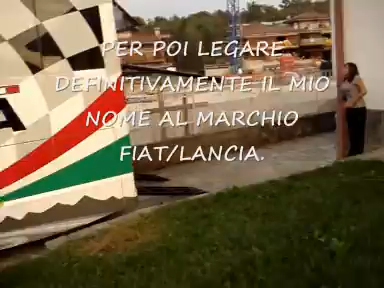 PER POI LEGARE
DEFINITIVAMENTE IL MIO
NOME AL MARCHIO
FIAT/LANCIA.